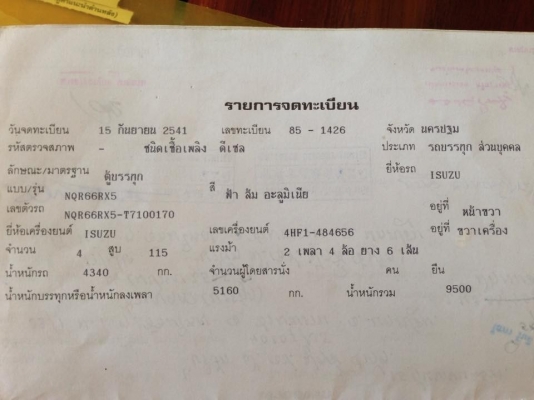 รายการจดทะเบียน
วันจดทะเบียน 15 กันยายน 2541 เลขทะเบียน 85 - 1426 จังหวัด นครปฐม
รหัสตรวจสภาพ - ชนิดเชื้อเพลิง ดีเซล ประเภท รถบรรทุก ส่วนบุคคล
ลักษณะ/มาตรฐาน ตู้บรรทุก ยี่ห้อรถ ISUZU
แบบ/รุ่น NQR66RX5 สี ฟ้า ส้ม อะลูมิเนีย
เลขตัวรถ NQR66RX5-T7100170 อยู่ที่ หน้าขวา
ยี่ห้อเครื่องยนต์ ISUZU เลขเครื่องยนต์ 4HF1-484656 อยู่ที่ ขวาเครื่อง
จำนวน 4 สูบ 115 แรงม้า 2 เพลา 4 ล้อ ยาง 6 เส้น
น้ำหนักรถ 4340 กก. จำนวนผู้โดยสารนั่ง คน ยืน
น้ำหนักบรรทุกหรือน้ำหนักลงเพลา 5160 กก. น้ำหนักรวม 9500